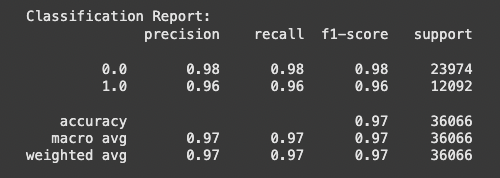 Classification Report:
precision recall f1-score support
0.0 0.98 0.98 0.98 23974
1.0 0.96 0.96 0.96 12092
accuracy 0.97 36066
macro avg 0.97 0.97 0.97 36066
weighted avg 0.97 0.97 0.97 36066